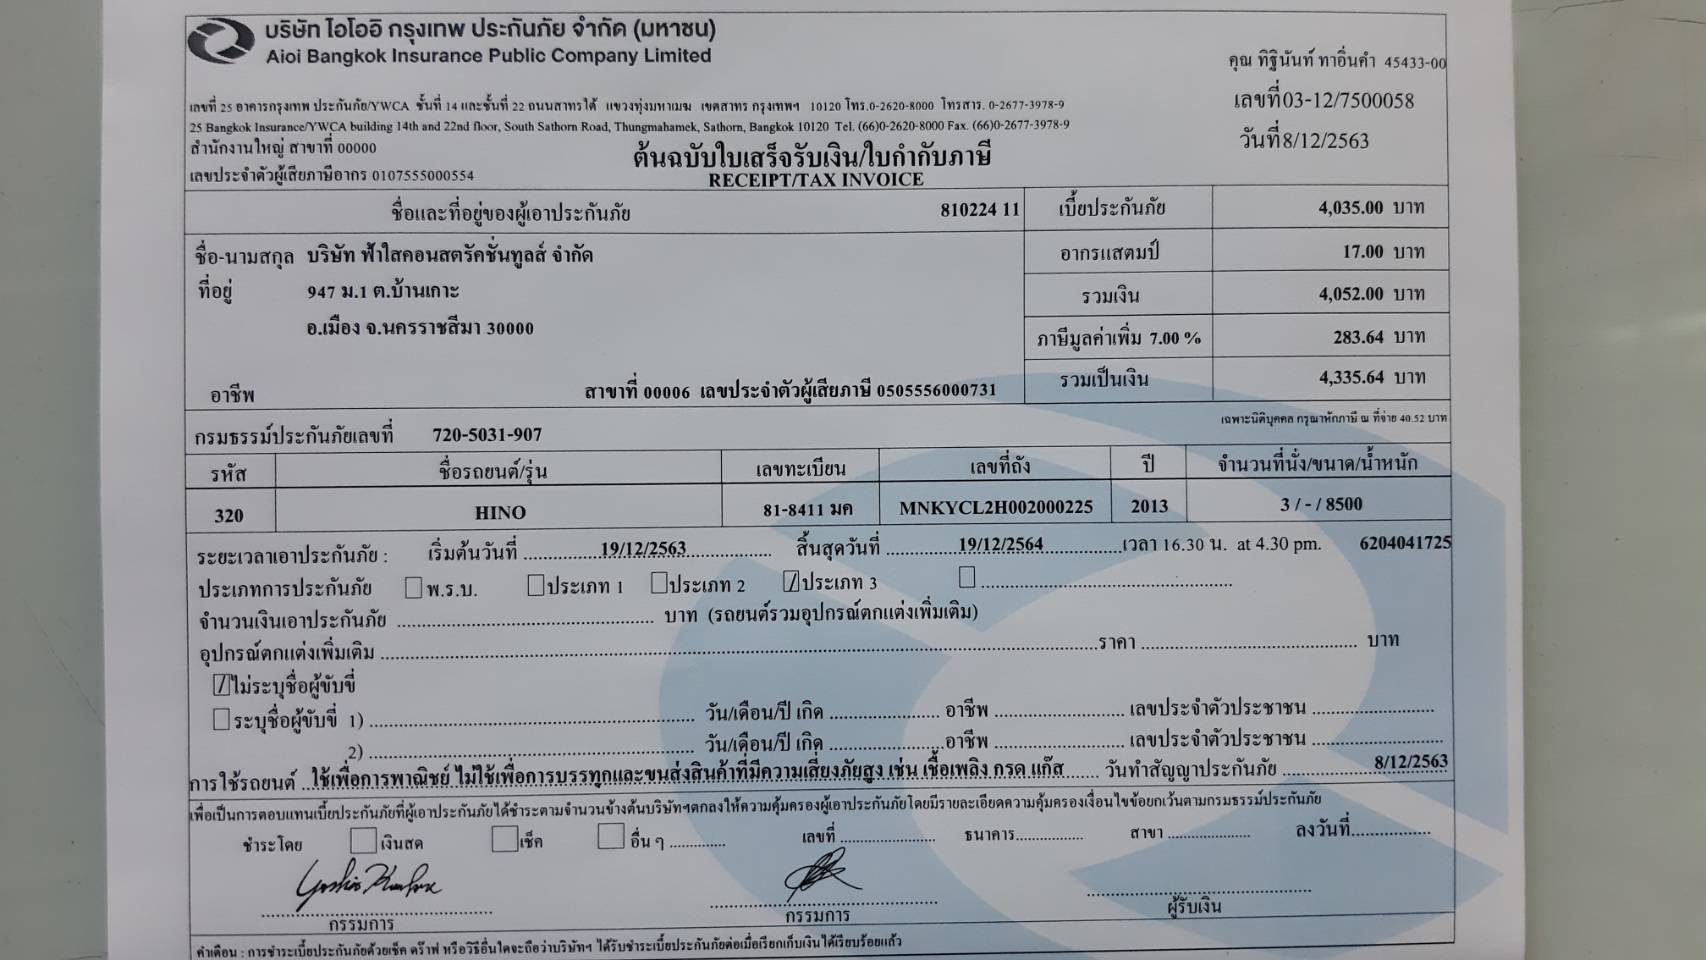 บริษัท ไอโออิ กรุงเทพ ประกันภัย จำกัด (มหาชน)
Aioi Bangkok Insurance Public Company Limited
คุณ ทิฐินันท์ ทาอิ่นคำ 45433-00
เลขที่03-12/7500058
วันที่8/12/2563
เลขที่ 25 อาคารกรุงเทพ ประกันภัย/YWCA ชั้นที่ 14 และชั้นที่ 22 ถนนสาทรใต้ แขวงทุ่งมหาเมฆ เขตสาทร กรุงเทพฯ 10120 โทร.0-2620-8000 โทรสาร. 0-2677-3978-9
25 Bangkok Insurance/YWCA building 14th and 22nd floor, South Sathorn Road, Thungmahamek, Sathorn, Bangkok 10120 Tel. (66)0-2620-8000 Fax. (66)0-2677-3978-9
สำนักงานใหญ่ สาขาที่ 00000
เลขประจำตัวผู้เสียภาษีอากร 0107555000554
ต้นฉบับใบเสร็จรับเงิน/ใบกำกับภาษี
RECEIPT/TAX INVOICE
ชื่อและที่อยู่ของผู้เอาประกันภัย 810224 11 เบี้ยประกันภัย 4,035.00 บาท
ชื่อ-นามสกุล บริษัท ฟ้าใสคอนสตรัคชั่นทูลส์ จำกัด อากรแสตมป์ 17.00 บาท
ที่อยู่ 947 ม.1 ต.บ้านเกาะ รวมเงิน 4,052.00 บาท
อ.เมือง จ.นครราชสีมา 30000 ภาษีมูลค่าเพิ่ม 7.00 % 283.64 บาท
อาชีพ สาขาที่ 00006 เลขประจำตัวผู้เสียภาษี 0505556000731 รวมเป็นเงิน 4,335.64 บาท
เฉพาะนิติบุคคล กรุณาหักภาษี ณ ที่จ่าย 40.52 บาท
กรมธรรม์ประกันภัยเลขที่ 720-5031-907
รหัส ชื่อรถยนต์/รุ่น เลขทะเบียน เลขที่ถัง ปี จำนวนที่นั่ง/ขนาด/น้ำหนัก
320 HINO 81-8411 มค MNKYCL2H002000225 2013 3 / - / 8500
ระยะเวลาเอาประกันภัย : เริ่มต้นวันที่ 19/12/2563 สิ้นสุดวันที่ 19/12/2564 เวลา 16.30 น. at 4.30 pm. 6204041725
ประเภทการประกันภัย พ.ร.บ. ประเภท 1 ประเภท 2 / ประเภท 3
จำนวนเงินเอาประกันภัย บาท (รถยนต์รวมอุปกรณ์ตกแต่งเพิ่มเติม)
อุปกรณ์ตกแต่งเพิ่มเติม ราคา บาท
/ ไม่ระบุชื่อผู้ขับขี่
ระบุชื่อผู้ขับขี่ 1) วัน/เดือน/ปี เกิด อาชีพ เลขประจำตัวประชาชน
2) วัน/เดือน/ปี เกิด อาชีพ เลขประจำตัวประชาชน
การใช้รถยนต์ ใช้เพื่อการพาณิชย์ ไม่ใช้เพื่อการบรรทุกและขนส่งสินค้าที่มีความเสี่ยงภัยสูง เช่น เชื้อเพลิง กรด แก๊ส วันทำสัญญาประกันภัย 8/12/2563
เพื่อเป็นการตอบแทนเบี้ยประกันภัยที่ผู้เอาประกันภัยได้ชำระตามจำนวนข้างต้นบริษัทฯตกลงให้ความคุ้มครองผู้เอาประกันภัยโดยมีรายละเอียดความคุ้มครองเงื่อนไขข้อยกเว้นตามกรมธรรม์ประกันภัย
ชำระโดย เงินสด เช็ค อื่น ๆ เลขที่ ธนาคาร สาขา ลงวันที่
กรรมการ กรรมการ ผู้รับเงิน
คำเตือน : การชำระเบี้ยประกันภัยด้วยเช็ค ดร๊าฟ หรือวิธีอื่นใดจะถือว่าบริษัทฯ ได้รับชำระเบี้ยประกันภัยต่อเมื่อเรียกเก็บเงินได้เรียบร้อยแล้ว